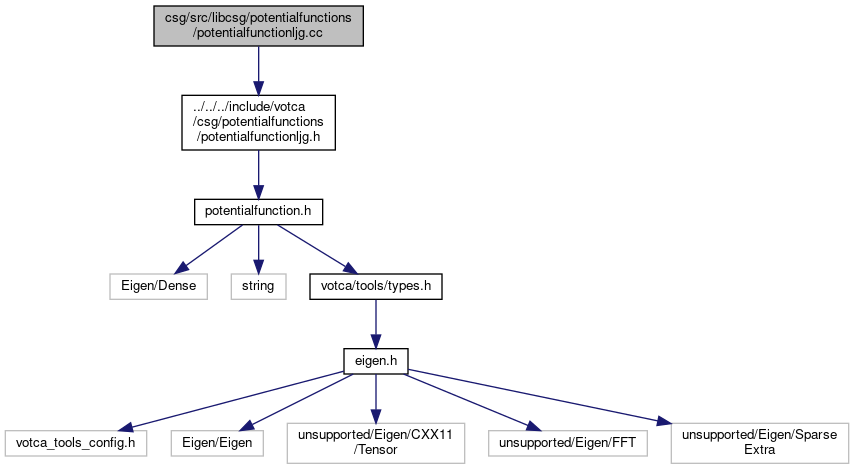 csg/src/libcsg/potentialfunctions
/potentialfunctionljg.cc
../../../include/votca
/csg/potentialfunctions
/potentialfunctionljg.h
potentialfunction.h
Eigen/Dense
string
votca/tools/types.h
eigen.h
votca_tools_config.h
Eigen/Eigen
unsupported/Eigen/CXX11
/Tensor
unsupported/Eigen/FFT
unsupported/Eigen/Sparse
Extra